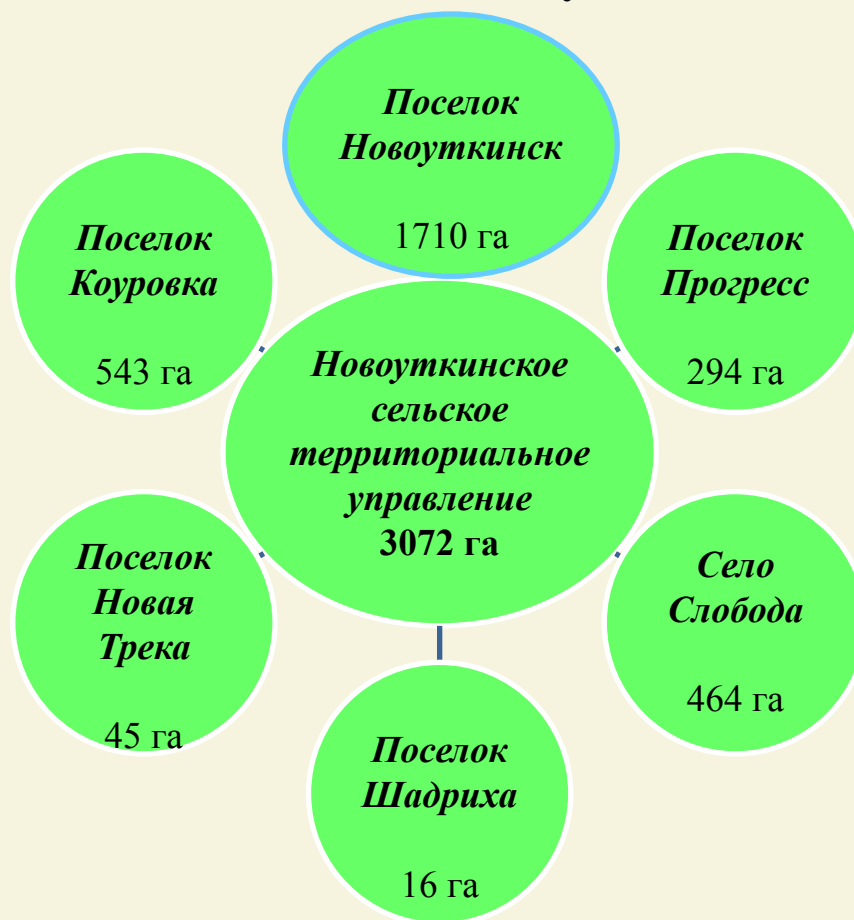 Поселок
Новоуткинск
1710 га
Поселок
Прогресс
294 га
Село
Слобода
464 га
Поселок
Шадриха
16 га
Поселок
Новая
Трека
45 га
Поселок
Коуровка
543 га
Новоуткинское
сельское
территориальное
управление
3072 га